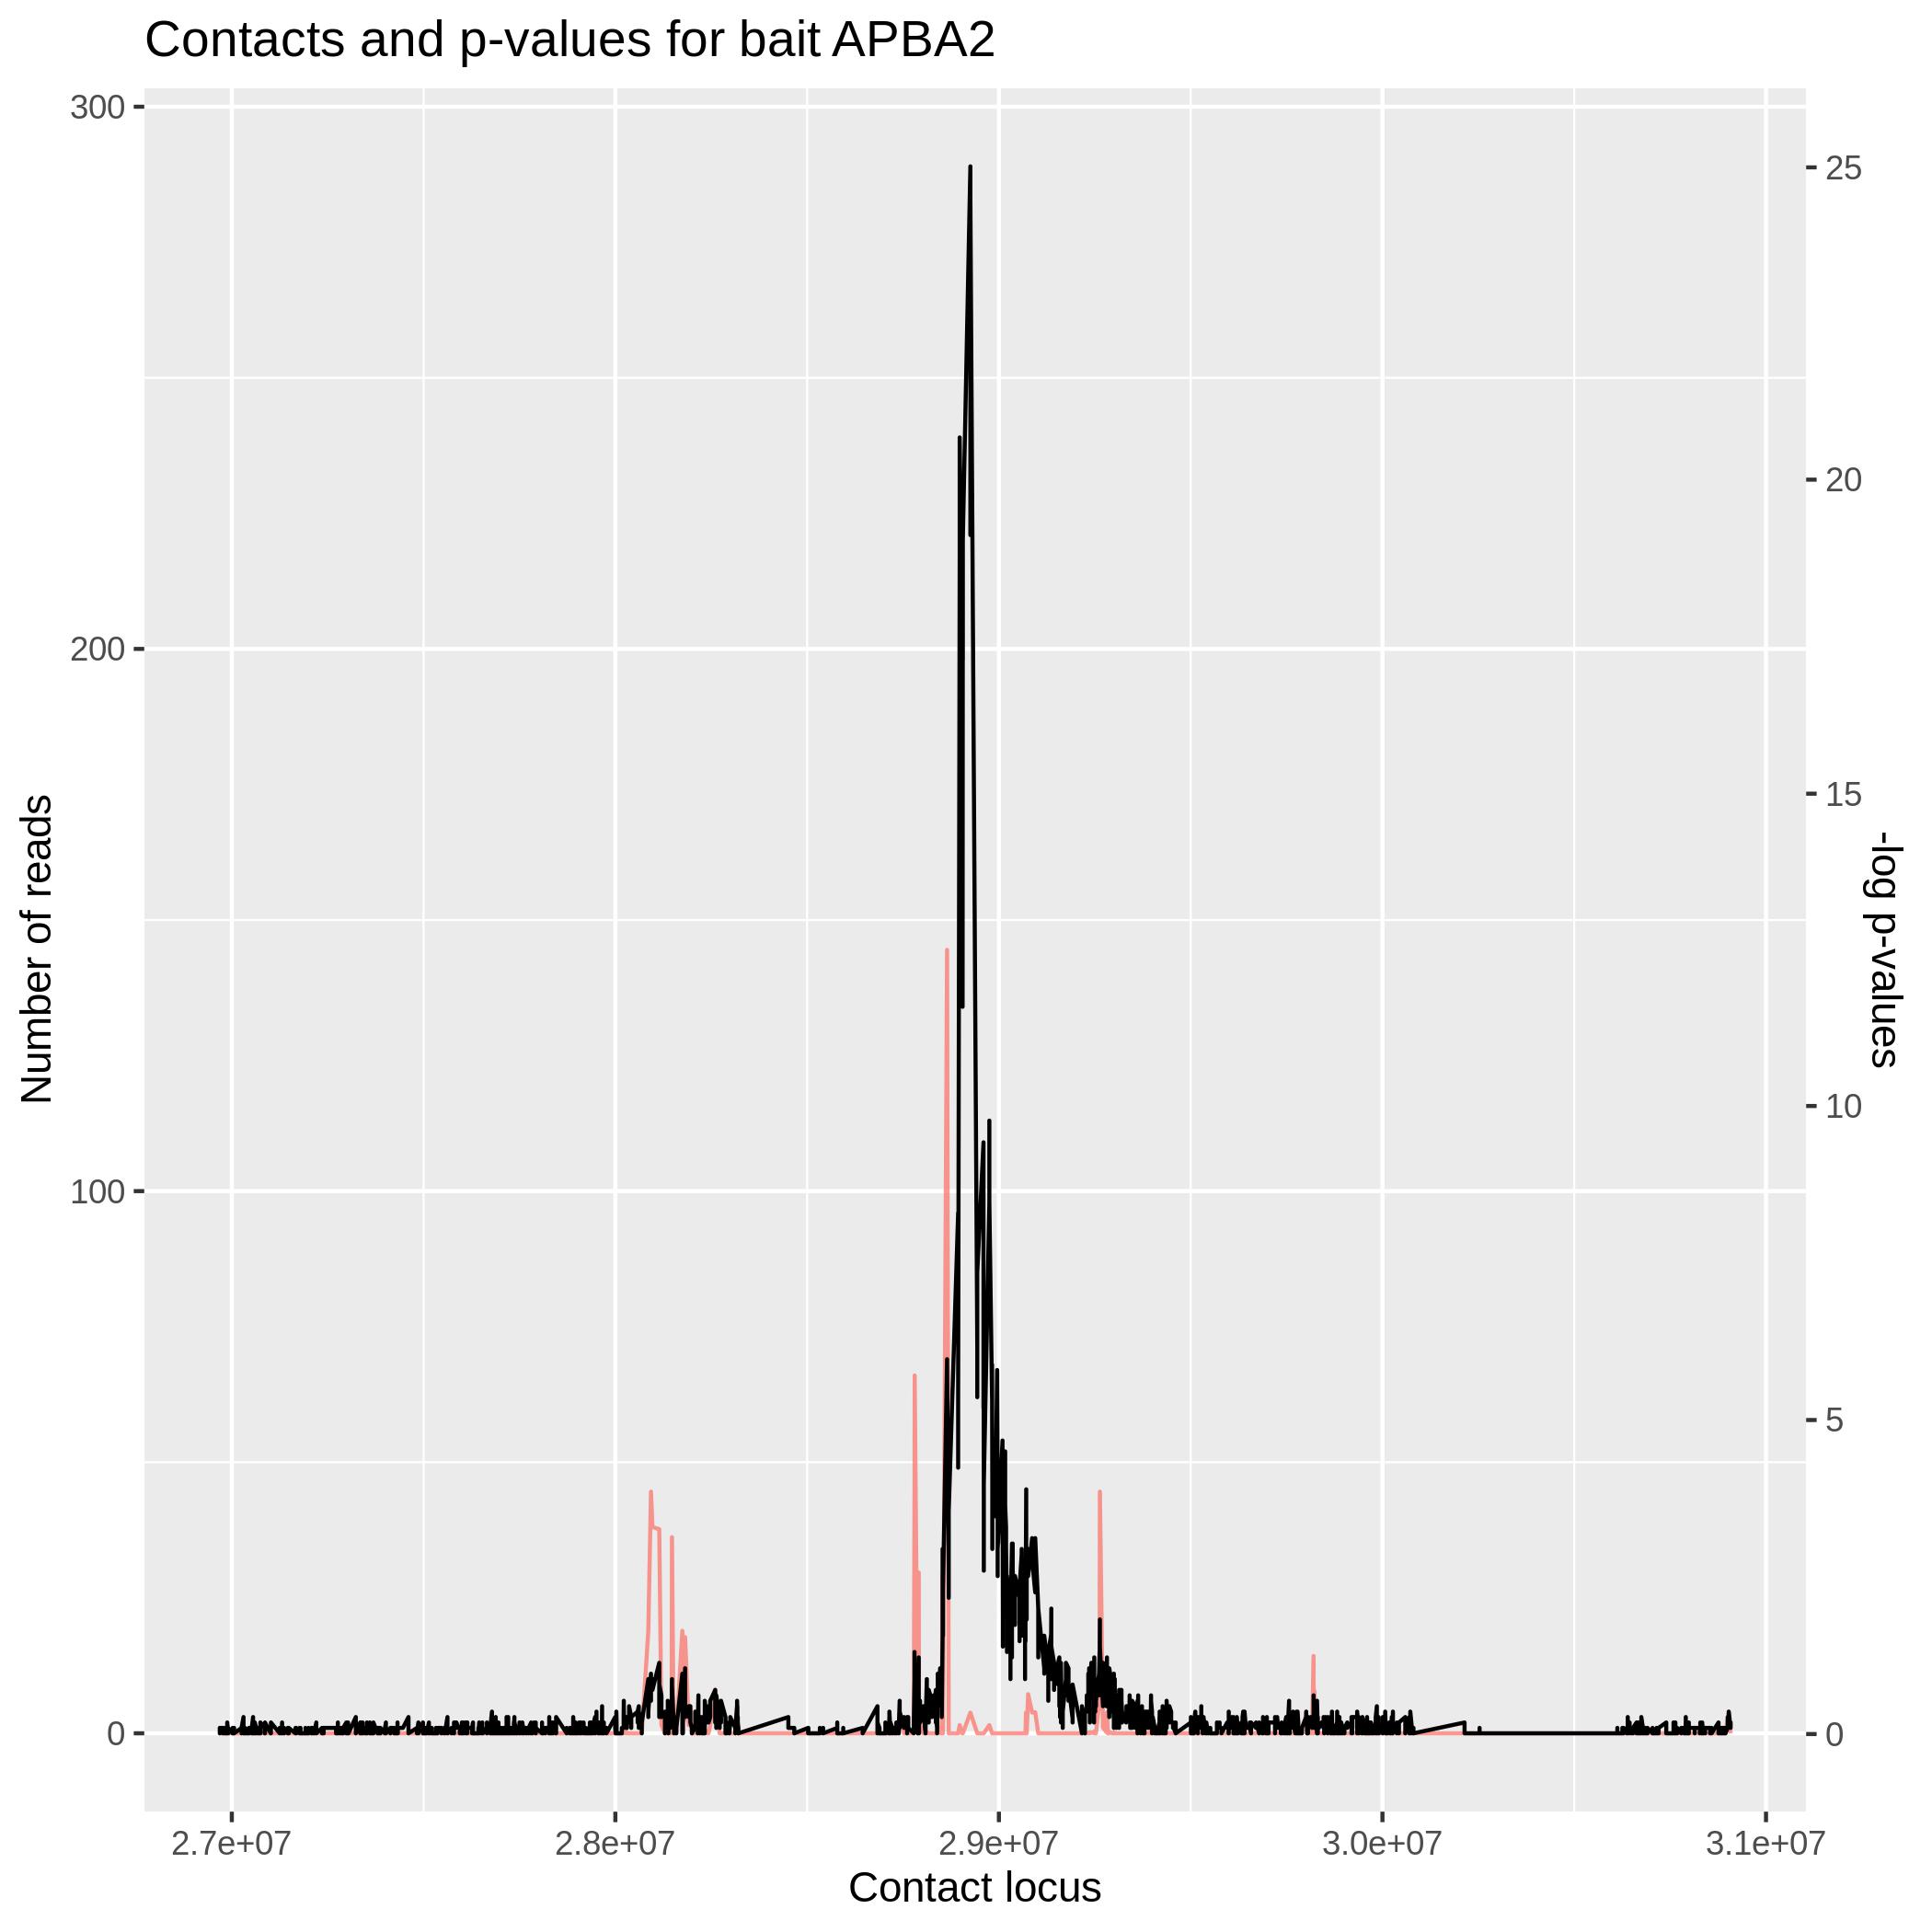 Contacts and p-values for bait APBA2
300
200
100
0
Number of reads
25
20
15
10
5
0
-log p-values
2.7e+07
2.8e+07
2.9e+07
3.0e+07
3.1e+07
Contact locus